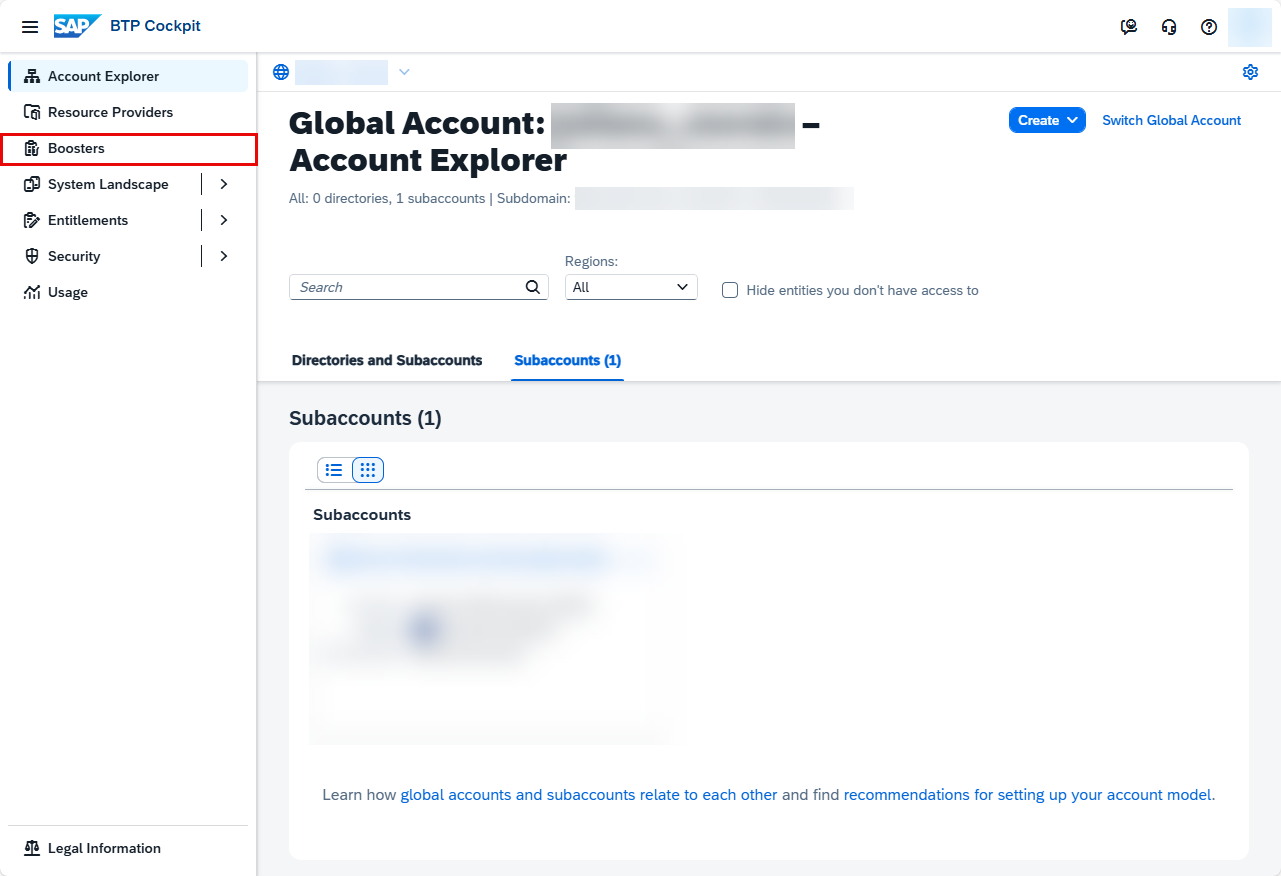 SAP BTP Cockpit
Account Explorer
Resource Providers
Boosters
System Landscape
Entitlements
Security
Usage
Legal Information
Global Account: –
Account Explorer
Create
Switch Global Account
All: 0 directories, 1 subaccounts | Subdomain:
Regions:
Search
All
Hide entities you don't have access to
Directories and Subaccounts
Subaccounts (1)
Subaccounts (1)
Subaccounts
Learn how global accounts and subaccounts relate to each other and find recommendations for setting up your account model.